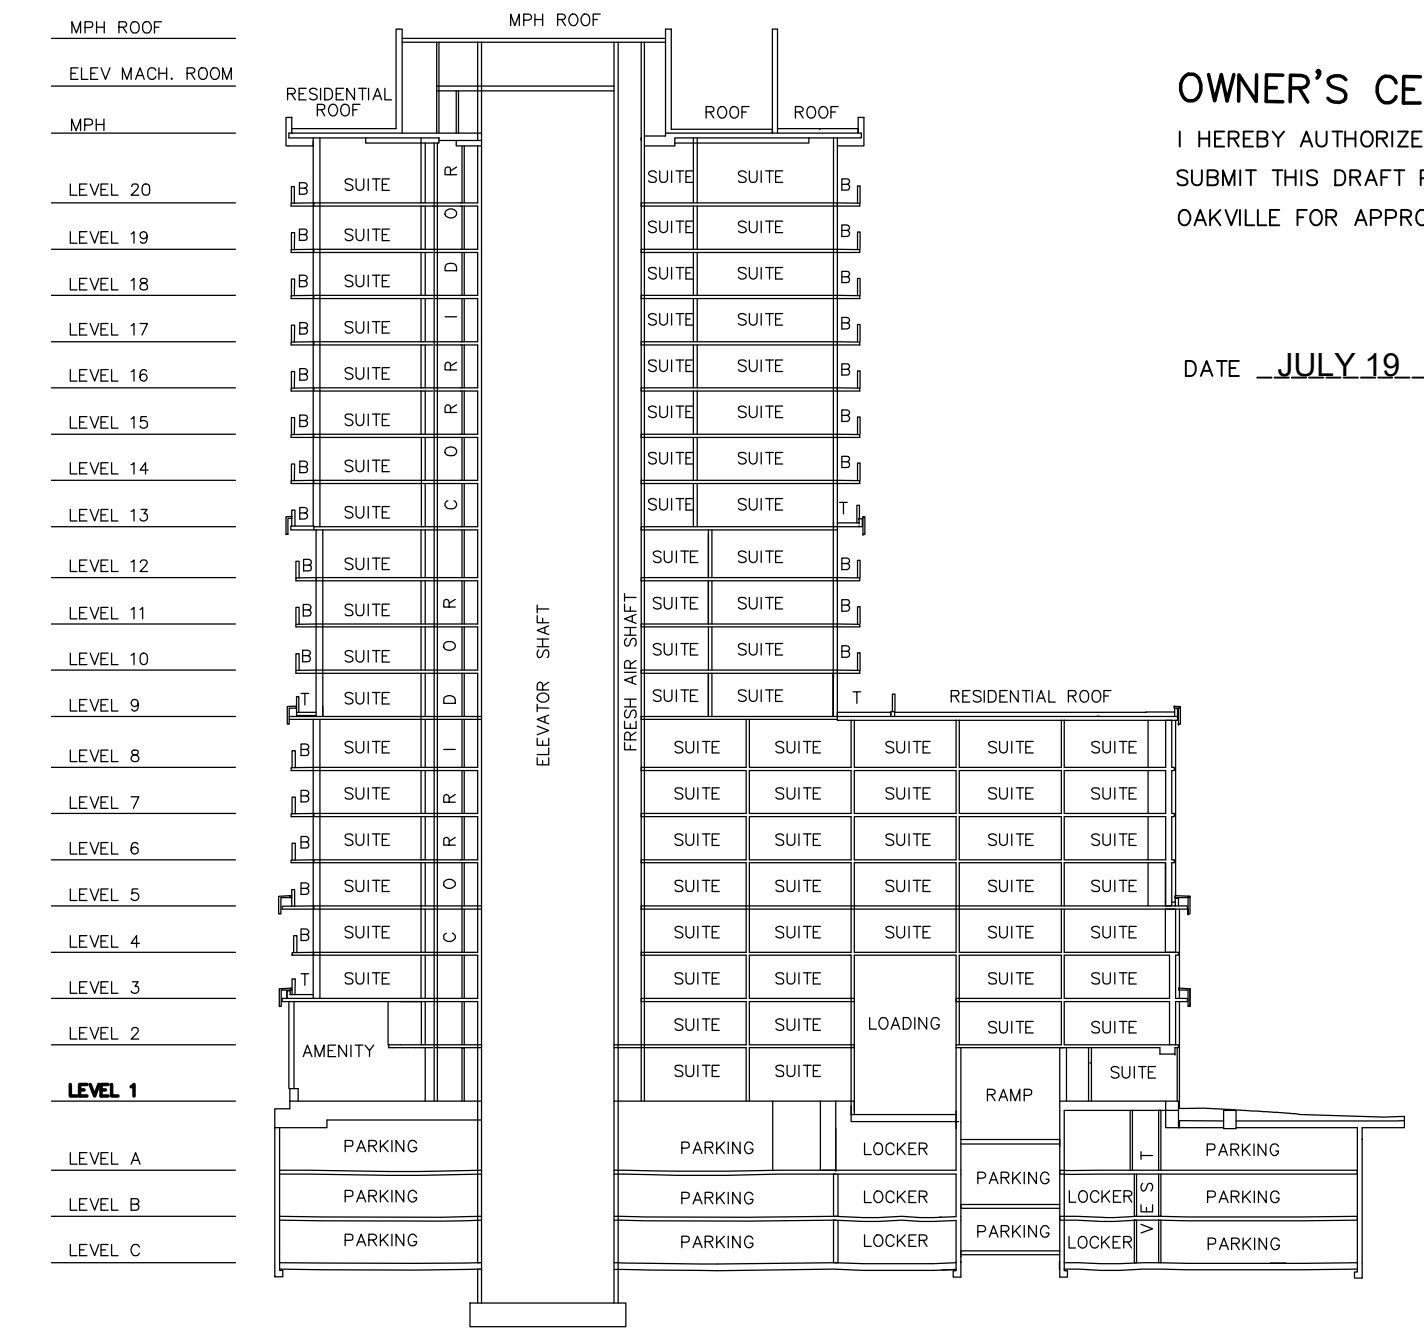 MPH ROOF
MPH ROOF
ELEV MACH. ROOM
RESIDENTIAL
ROOF
ROOF ROOF
MPH
OWNER'S CE
I HEREBY AUTHORIZE
SUBMIT THIS DRAFT
OAKVILLE FOR APPRO
DATE JULY 19
LEVEL 20 B SUITE SUITE SUITE B
LEVEL 19 B SUITE SUITE SUITE B
LEVEL 18 B SUITE SUITE SUITE B
LEVEL 17 B SUITE SUITE SUITE B
LEVEL 16 B SUITE SUITE SUITE B
LEVEL 15 B SUITE SUITE SUITE B
LEVEL 14 B SUITE SUITE SUITE B
LEVEL 13 B SUITE SUITE SUITE T
LEVEL 12 B SUITE SUITE SUITE B
LEVEL 11 B SUITE SUITE SUITE B
LEVEL 10 B SUITE SUITE SUITE B
LEVEL 9 T SUITE SUITE SUITE T RESIDENTIAL ROOF
CORRIDOR
CORRIDOR
ELEVATOR SHAFT
FRESH AIR SHAFT
LEVEL 8 B SUITE SUITE SUITE SUITE SUITE SUITE
LEVEL 7 B SUITE SUITE SUITE SUITE SUITE SUITE
LEVEL 6 B SUITE SUITE SUITE SUITE SUITE SUITE
LEVEL 5 B SUITE SUITE SUITE SUITE SUITE SUITE
LEVEL 4 B SUITE SUITE SUITE SUITE SUITE SUITE
LEVEL 3 T SUITE SUITE SUITE SUITE SUITE
LEVEL 2 SUITE SUITE LOADING SUITE SUITE
AMENITY
LEVEL 1 SUITE SUITE RAMP SUITE
LEVEL A PARKING PARKING LOCKER PARKING
PARKING
LEVEL B PARKING PARKING LOCKER LOCKER PARKING
PARKING
LEVEL C PARKING PARKING LOCKER LOCKER PARKING
VEST